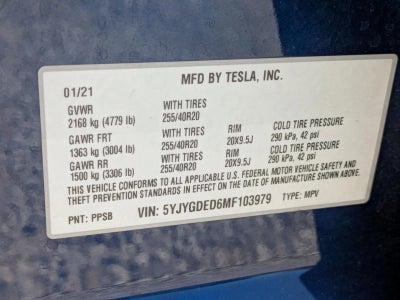 MFD BY TESLA, INC.
01/21
GVWR WITH TIRES
2168 kg (4779 lb) 255/40R20
GAWR FRT WITH TIRES RIM COLD TIRE PRESSURE
1363 kg (3004 lb) 255/40R20 20X9.5J 290 kPa, 42 psi
GAWR RR WITH TIRES RIM COLD TIRE PRESSURE
1500 kg (3306 lb) 255/40R20 20X9.5J 290 kPa, 42 psi
THIS VEHICLE CONFORMS TO ALL APPLICABLE U.S. FEDERAL MOTOR VEHICLE SAFETY AND
THEFT PREVENTION STANDARDS IN EFFECT ON THE DATE OF MANUFACTURE SHOWN ABOVE.
PNT: PPSB VIN: 5YJYGDED6MF103979 TYPE: MPV